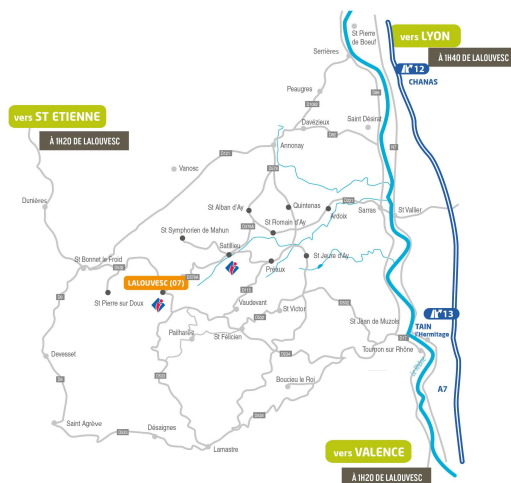 St Pierre
de Boeuf
vers LYON
Serrières
À 1H40 DE LALOUVESC
12
CHANAS
Peaugres
vers ST ETIENNE
Davézieux
Saint Désirat
À 1H20 DE LALOUVESC
Annonay
Vanosc
Dunières
St Alban d'Ay
Quintenas
Ardoix
Sarras
St Vallier
St Romain d'Ay
St Symphorien de Mahun
Satillieu
St Jeure d'Ay
St Bonnet le Froid
Préaux
LALOUVESC (07)
St Pierre sur Doux
Vaudevant
St Victor
13
St Jean de Muzols
TAIN
l'Hermitage
Pailharès
St Félicien
Tournon sur Rhône
Devesset
Boucieu le Roi
A7
Saint Agrève
Désaignes
Lamastre
vers VALENCE
À 1H20 DE LALOUVESC